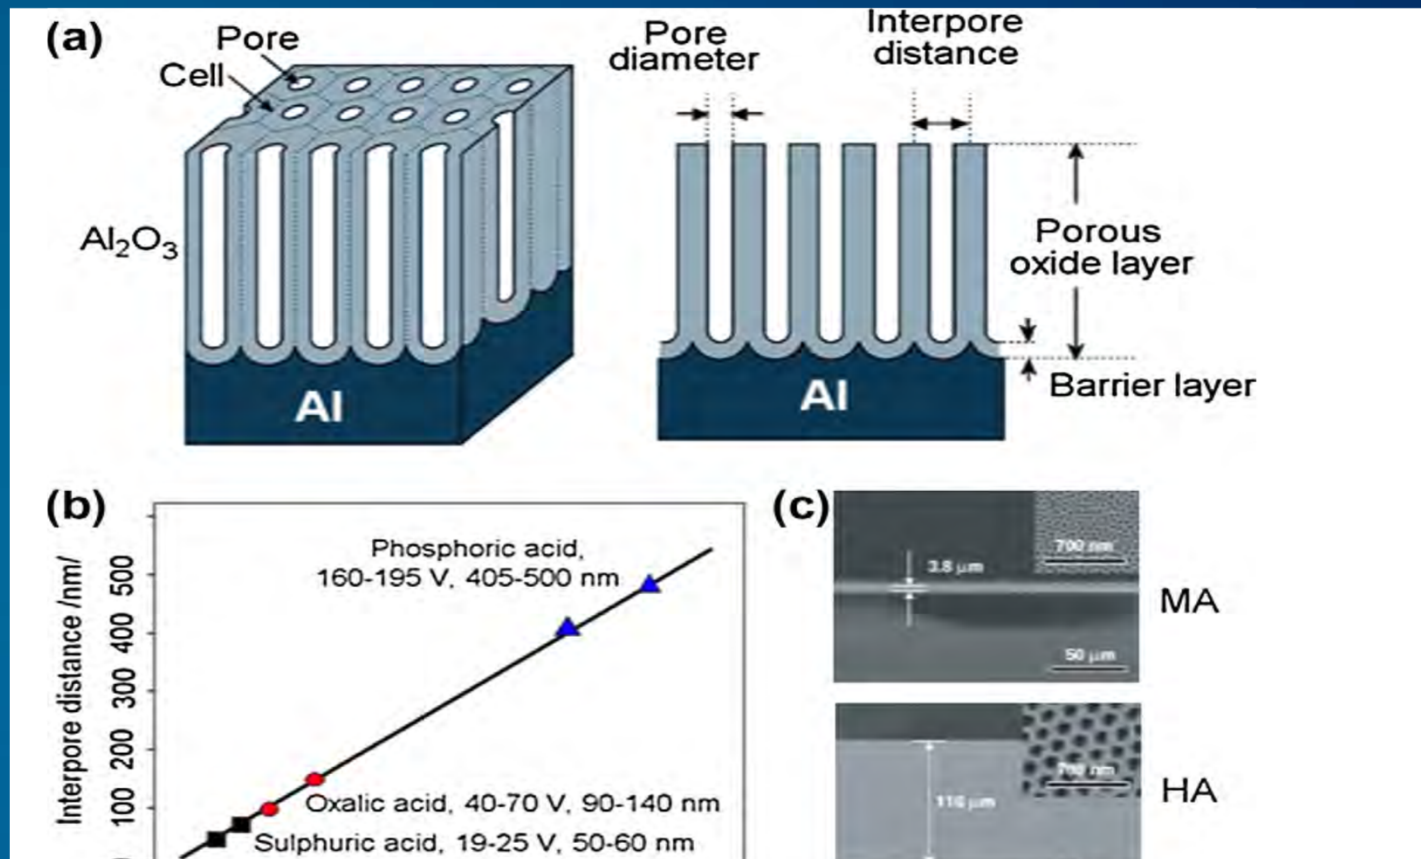 (a)
Pore
Cell
Al2O3
Al
Pore
diameter
Interpore
distance
Porous
oxide layer
Barrier layer
Al
(b)
Interpore distance /nm/
500
400
300
200
100
Phosphoric acid,
160-195 V, 405-500 nm
Oxalic acid, 40-70 V, 90-140 nm
Sulphuric acid, 19-25 V, 50-60 nm
(c)
700 nm
3.8 µm
50 µm
MA
700 nm
HA